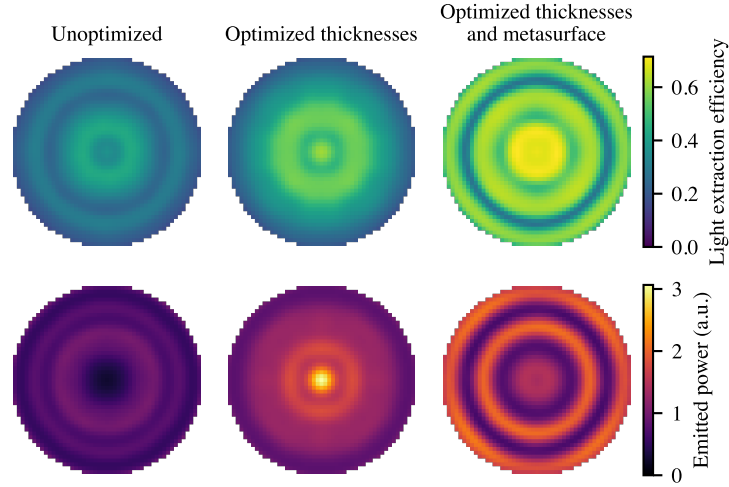 Unoptimized
Optimized thicknesses
Optimized thicknesses
and metasurface
0.6
0.4
0.2
0.0
Light extraction efficiency
3
2
1
0
Emitted power (a.u.)